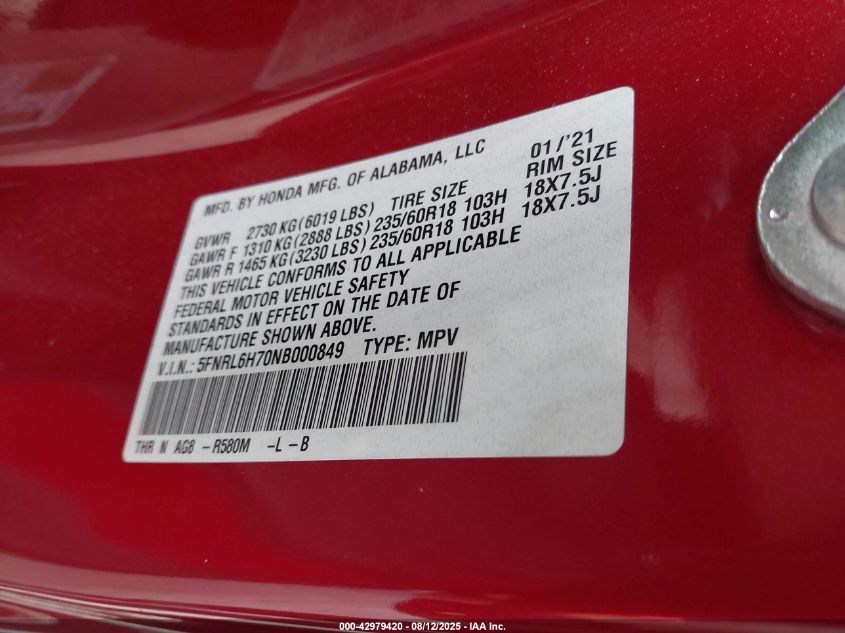 MFD. BY HONDA MFG. OF ALABAMA, LLC 01/'21
GVWR 2730 KG (6019 LBS) TIRE SIZE RIM SIZE
GAWR F 1310 KG (2888 LBS) 235/60R18 103H 18X7.5J
GAWR R 1465 KG (3230 LBS) 235/60R18 103H 18X7.5J
THIS VEHICLE CONFORMS TO ALL APPLICABLE
FEDERAL MOTOR VEHICLE SAFETY
STANDARDS IN EFFECT ON THE DATE OF
MANUFACTURE SHOWN ABOVE.
V.I.N.: 5FNRL6H70NB000849 TYPE: MPV
THR N AG8 -R580M -L-B
000-42979420 - 08/12/2025 - IAA Inc.